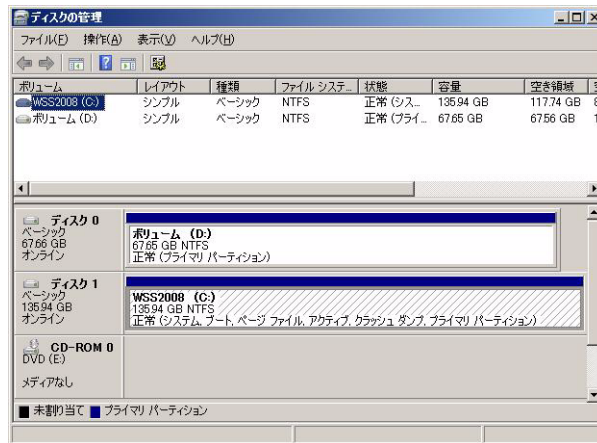 ディスクの管理
ファイル(F) 操作(A) 表示(V) ヘルプ(H)
ボリューム レイアウト 種類 ファイル システ... 状態 容量 空き領域
WSS2008 (C:) シンプル ベーシック NTFS 正常 (シス... 135.94 GB 117.74 GB
ボリューム (D:) シンプル ベーシック NTFS 正常 (プライ... 67.65 GB 67.56 GB
ディスク 0
ベーシック
67.66 GB
オンライン
ボリューム (D:)
67.65 GB NTFS
正常 (プライマリ パーティション)
ディスク 1
ベーシック
135.94 GB
オンライン
WSS2008 (C:)
135.94 GB NTFS
正常 (システム, ブート, ページ ファイル, アクティブ, クラッシュ ダンプ, プライマリ パーティション)
CD-ROM 0
DVD (E:)
メディアなし
未割り当て プライマリ パーティション